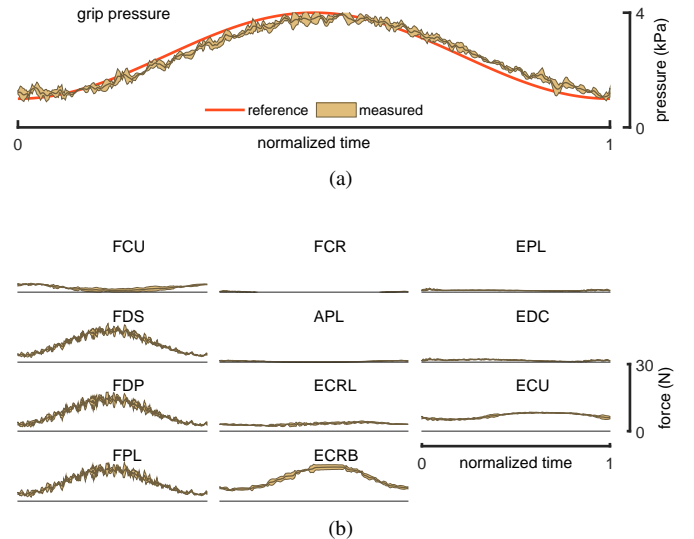 grip pressure
4
pressure (kPa)
0
reference measured
0 normalized time 1
(a)
FCU FCR EPL
FDS APL EDC
30
force (N)
0
FDP ECRL ECU
0 normalized time 1
FPL ECRB
(b)